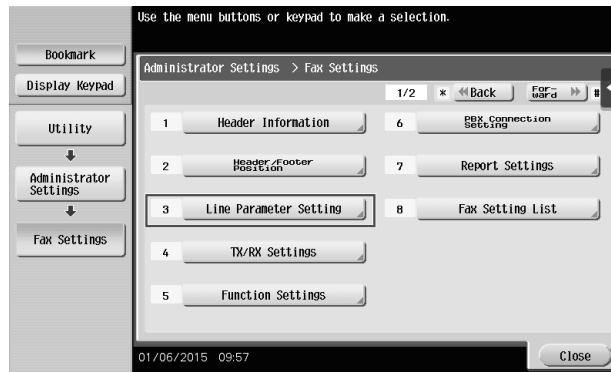 Use the menu buttons or keypad to make a selection.
Bookmark
Display Keypad
Utility
Administrator
Settings
Fax Settings
Administrator Settings > Fax Settings
1/2 * Back For-
ward #
1 Header Information
2 Header/Footer
Position
3 Line Parameter Setting
4 TX/RX Settings
5 Function Settings
6 PBX Connection
Setting
7 Report Settings
8 Fax Setting List
01/06/2015 09:57
Close